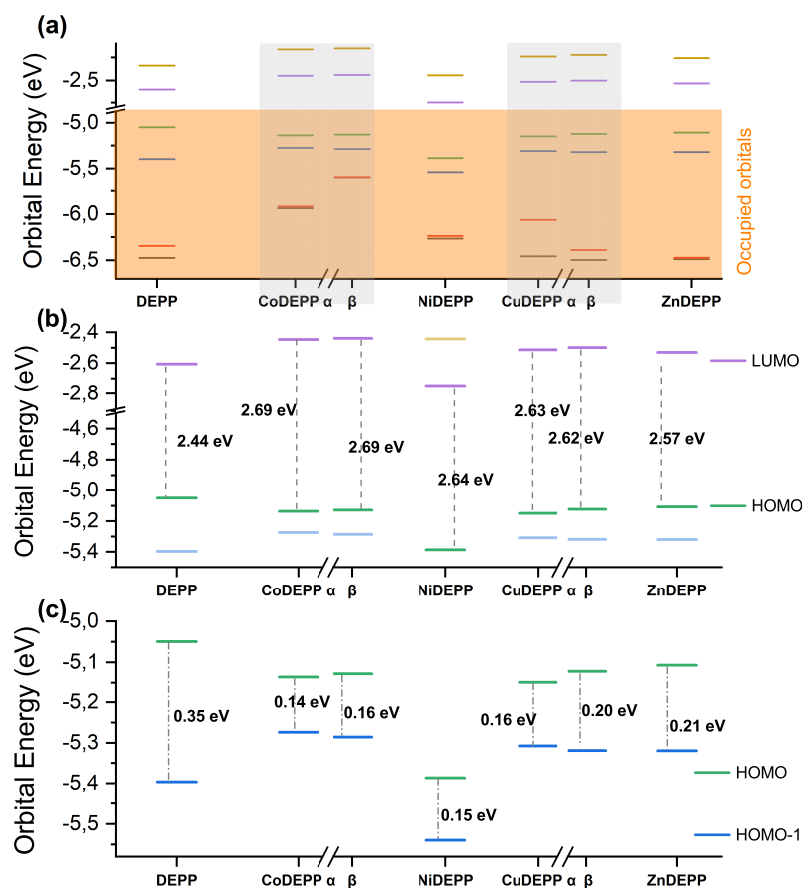 (a)
Orbital Energy (eV)
-2,5
-5,0
-5,5
-6,0
-6,5
Occupied orbitals
DEPP CoDEPP α β NiDEPP CuDEPP α β ZnDEPP
(b)
Orbital Energy (eV)
-2,4
-2,6
-2,8
-4,6
-4,8
-5,0
-5,2
-5,4
2.44 eV
2.69 eV
2.69 eV
2.64 eV
2.63 eV
2.62 eV
2.57 eV
LUMO
HOMO
DEPP CoDEPP α β NiDEPP CuDEPP α β ZnDEPP
(c)
Orbital Energy (eV)
-5,0
-5,1
-5,2
-5,3
-5,4
-5,5
0.35 eV
0.14 eV
0.16 eV
0.15 eV
0.16 eV
0.20 eV
0.21 eV
HOMO
HOMO-1
DEPP CoDEPP α β NiDEPP CuDEPP α β ZnDEPP